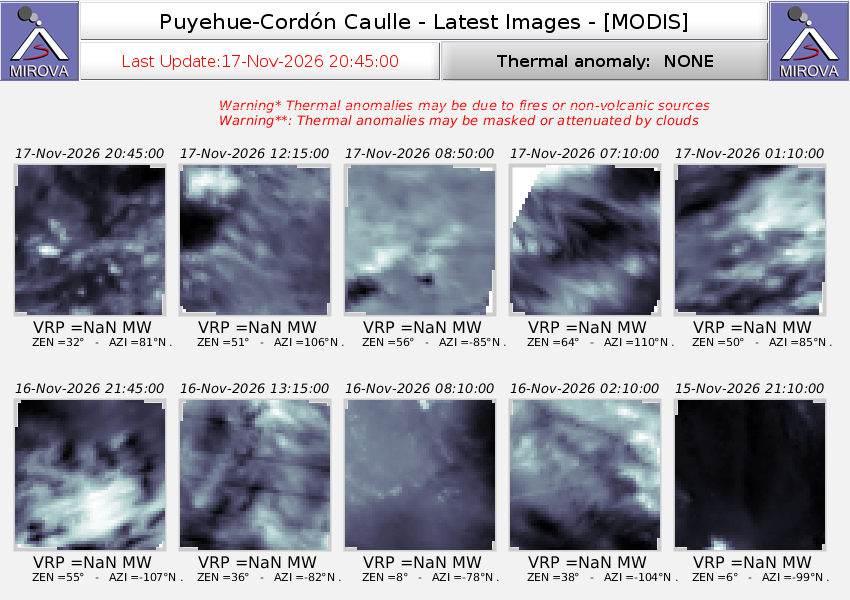 Puyehue-Cordón Caulle - Latest Images - [MODIS]
MIROVA
Last Update:17-Nov-2026 20:45:00
Thermal anomaly: NONE
MIROVA
Warning* Thermal anomalies may be due to fires or non-volcanic sources
Warning**: Thermal anomalies may be masked or attenuated by clouds
17-Nov-2026 20:45:00
17-Nov-2026 12:15:00
17-Nov-2026 08:50:00
17-Nov-2026 07:10:00
17-Nov-2026 01:10:00
VRP =NaN MW
VRP =NaN MW
VRP =NaN MW
VRP =NaN MW
VRP =NaN MW
ZEN =32° - AZI =81°N .
ZEN =51° - AZI =106°N .
ZEN =56° - AZI =-85°N .
ZEN =64° - AZI =110°N .
ZEN =50° - AZI =85°N .
16-Nov-2026 21:45:00
16-Nov-2026 13:15:00
16-Nov-2026 08:10:00
16-Nov-2026 02:10:00
15-Nov-2026 21:10:00
VRP =NaN MW
VRP =NaN MW
VRP =NaN MW
VRP =NaN MW
VRP =NaN MW
ZEN =55° - AZI =-107°N .
ZEN =36° - AZI =-82°N .
ZEN =8° - AZI =-78°N .
ZEN =38° - AZI =-104°N .
ZEN =6° - AZI =-99°N .